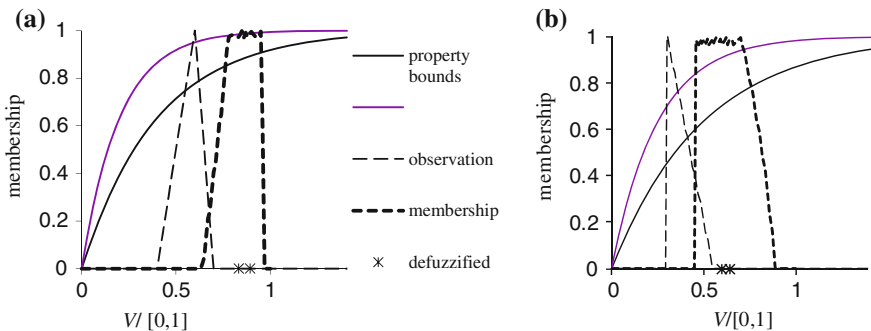 (a)
1
0.8
0.6
0.4
0.2
0
membership
0
0.5
1
V/ [0,1]
property
bounds
observation
membership
defuzzified
(b)
1
0.8
0.6
0.4
0.2
0
membership
0
0.5
1
V/[0,1]